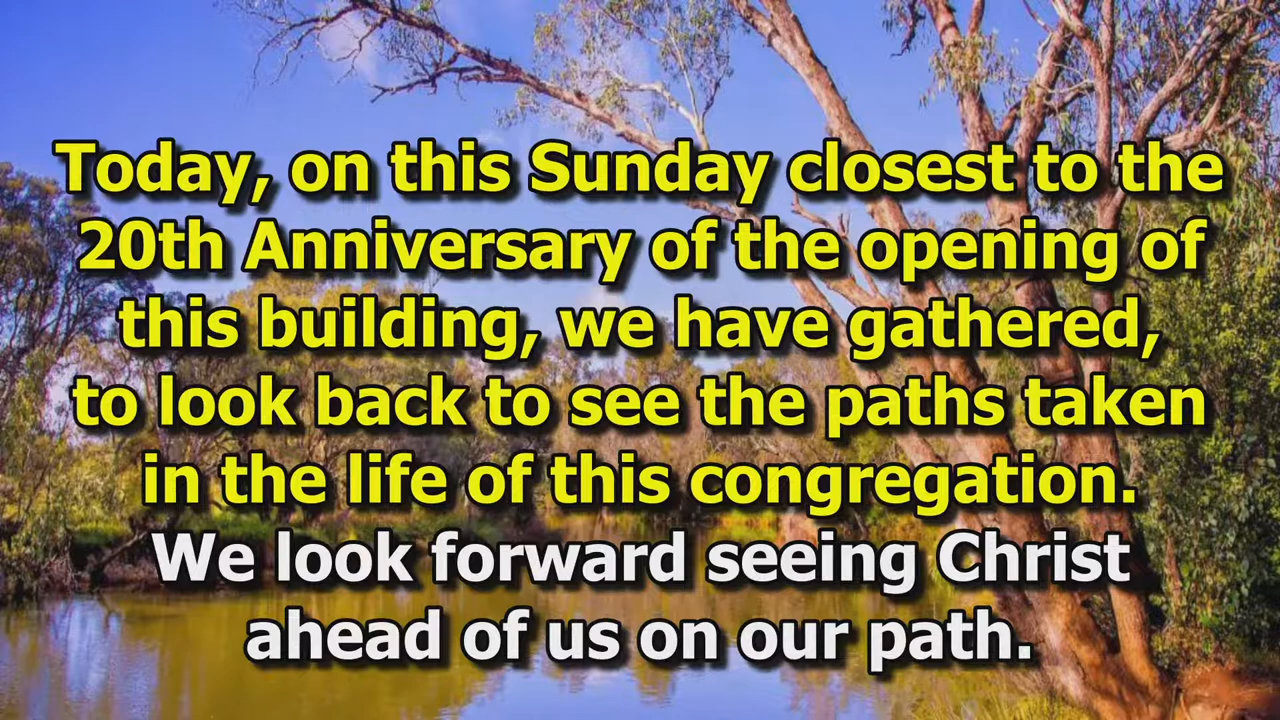 Today, on this Sunday closest to the
20th Anniversary of the opening of
this building, we have gathered,
to look back to see the paths taken
in the life of this congregation.
We look forward seeing Christ
ahead of us on our path.